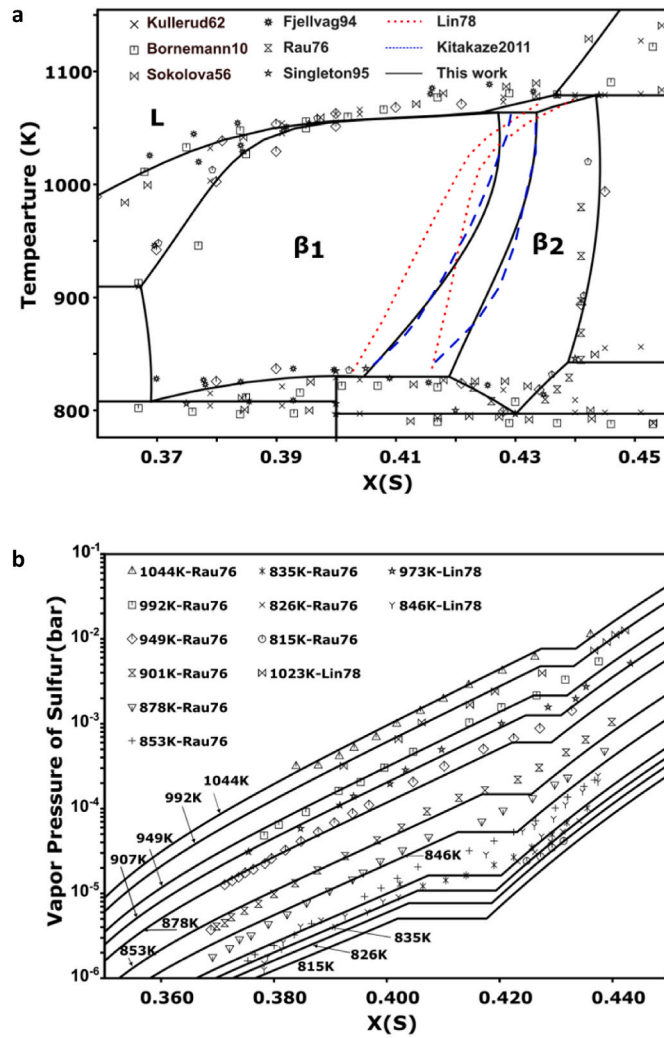 a
Kullerud62
Fjellvag94
Lin78
Bornemann10
Rau76
Kitakaze2011
Sokolova56
Singleton95
This work
L
β1
β2
Tempearture (K)
1100
1000
900
800
0.37
0.39
0.41
0.43
0.45
X(S)
b
1044K-Rau76
835K-Rau76
973K-Lin78
992K-Rau76
826K-Rau76
846K-Lin78
949K-Rau76
815K-Rau76
901K-Rau76
1023K-Lin78
878K-Rau76
853K-Rau76
1044K
992K
949K
907K
878K
853K
846K
835K
826K
815K
Vapor Pressure of Sulfur(bar)
10-1
10-2
10-3
10-4
10-5
10-6
0.360
0.380
0.400
0.420
0.440
X(S)